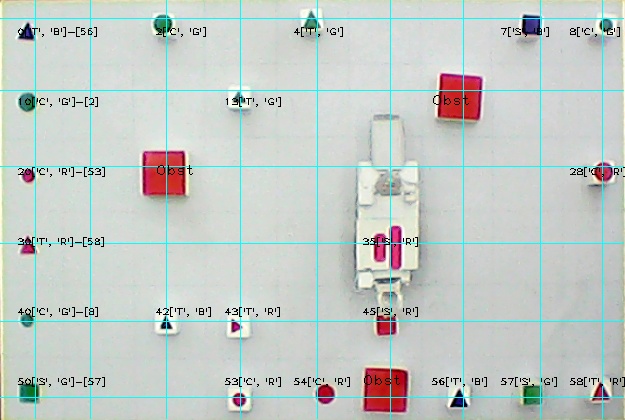 0['T', 'B']-[56]
2['C', 'G']
4['T', 'G']
7['S', 'B']
8['C', 'G']
10['C', 'G']-[2]
13['T', 'G']
Obst
20['C', 'R']-[53]
Obst
28['C', 'R']
30['T', 'R']-[58]
35['S', 'R']
40['C', 'G']-[8]
42['T', 'B']
43['T', 'R']
45['S', 'R']
50['S', 'G']-[57]
53['C', 'R']
54['C', 'R']
Obst
56['T', 'B']
57['S', 'G']
58['T', 'R']